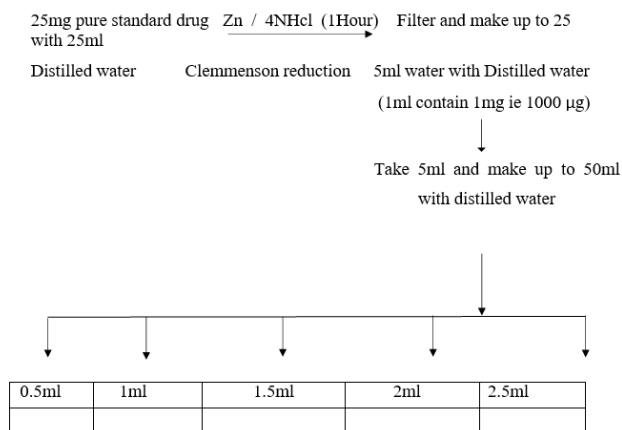 25mg pure standard drug Zn / 4NHcl (1Hour) Filter and make up to 25
with 25ml
Distilled water Clemmenson reduction 5ml water with Distilled water
(1ml contain 1mg ie 1000 µg)
Take 5ml and make up to 50ml
with distilled water
0.5ml 1ml 1.5ml 2ml 2.5ml